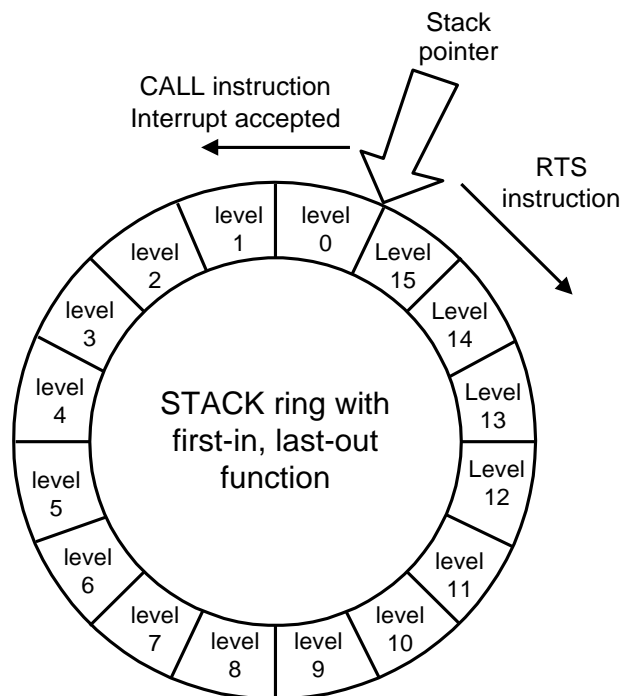 Stack
pointer
CALL instruction
Interrupt accepted
RTS
instruction
level
0
level
1
level
2
level
3
level
4
level
5
level
6
level
7
level
8
level
9
level
10
level
11
Level
12
Level
13
Level
14
Level
15
STACK ring with
first-in, last-out
function